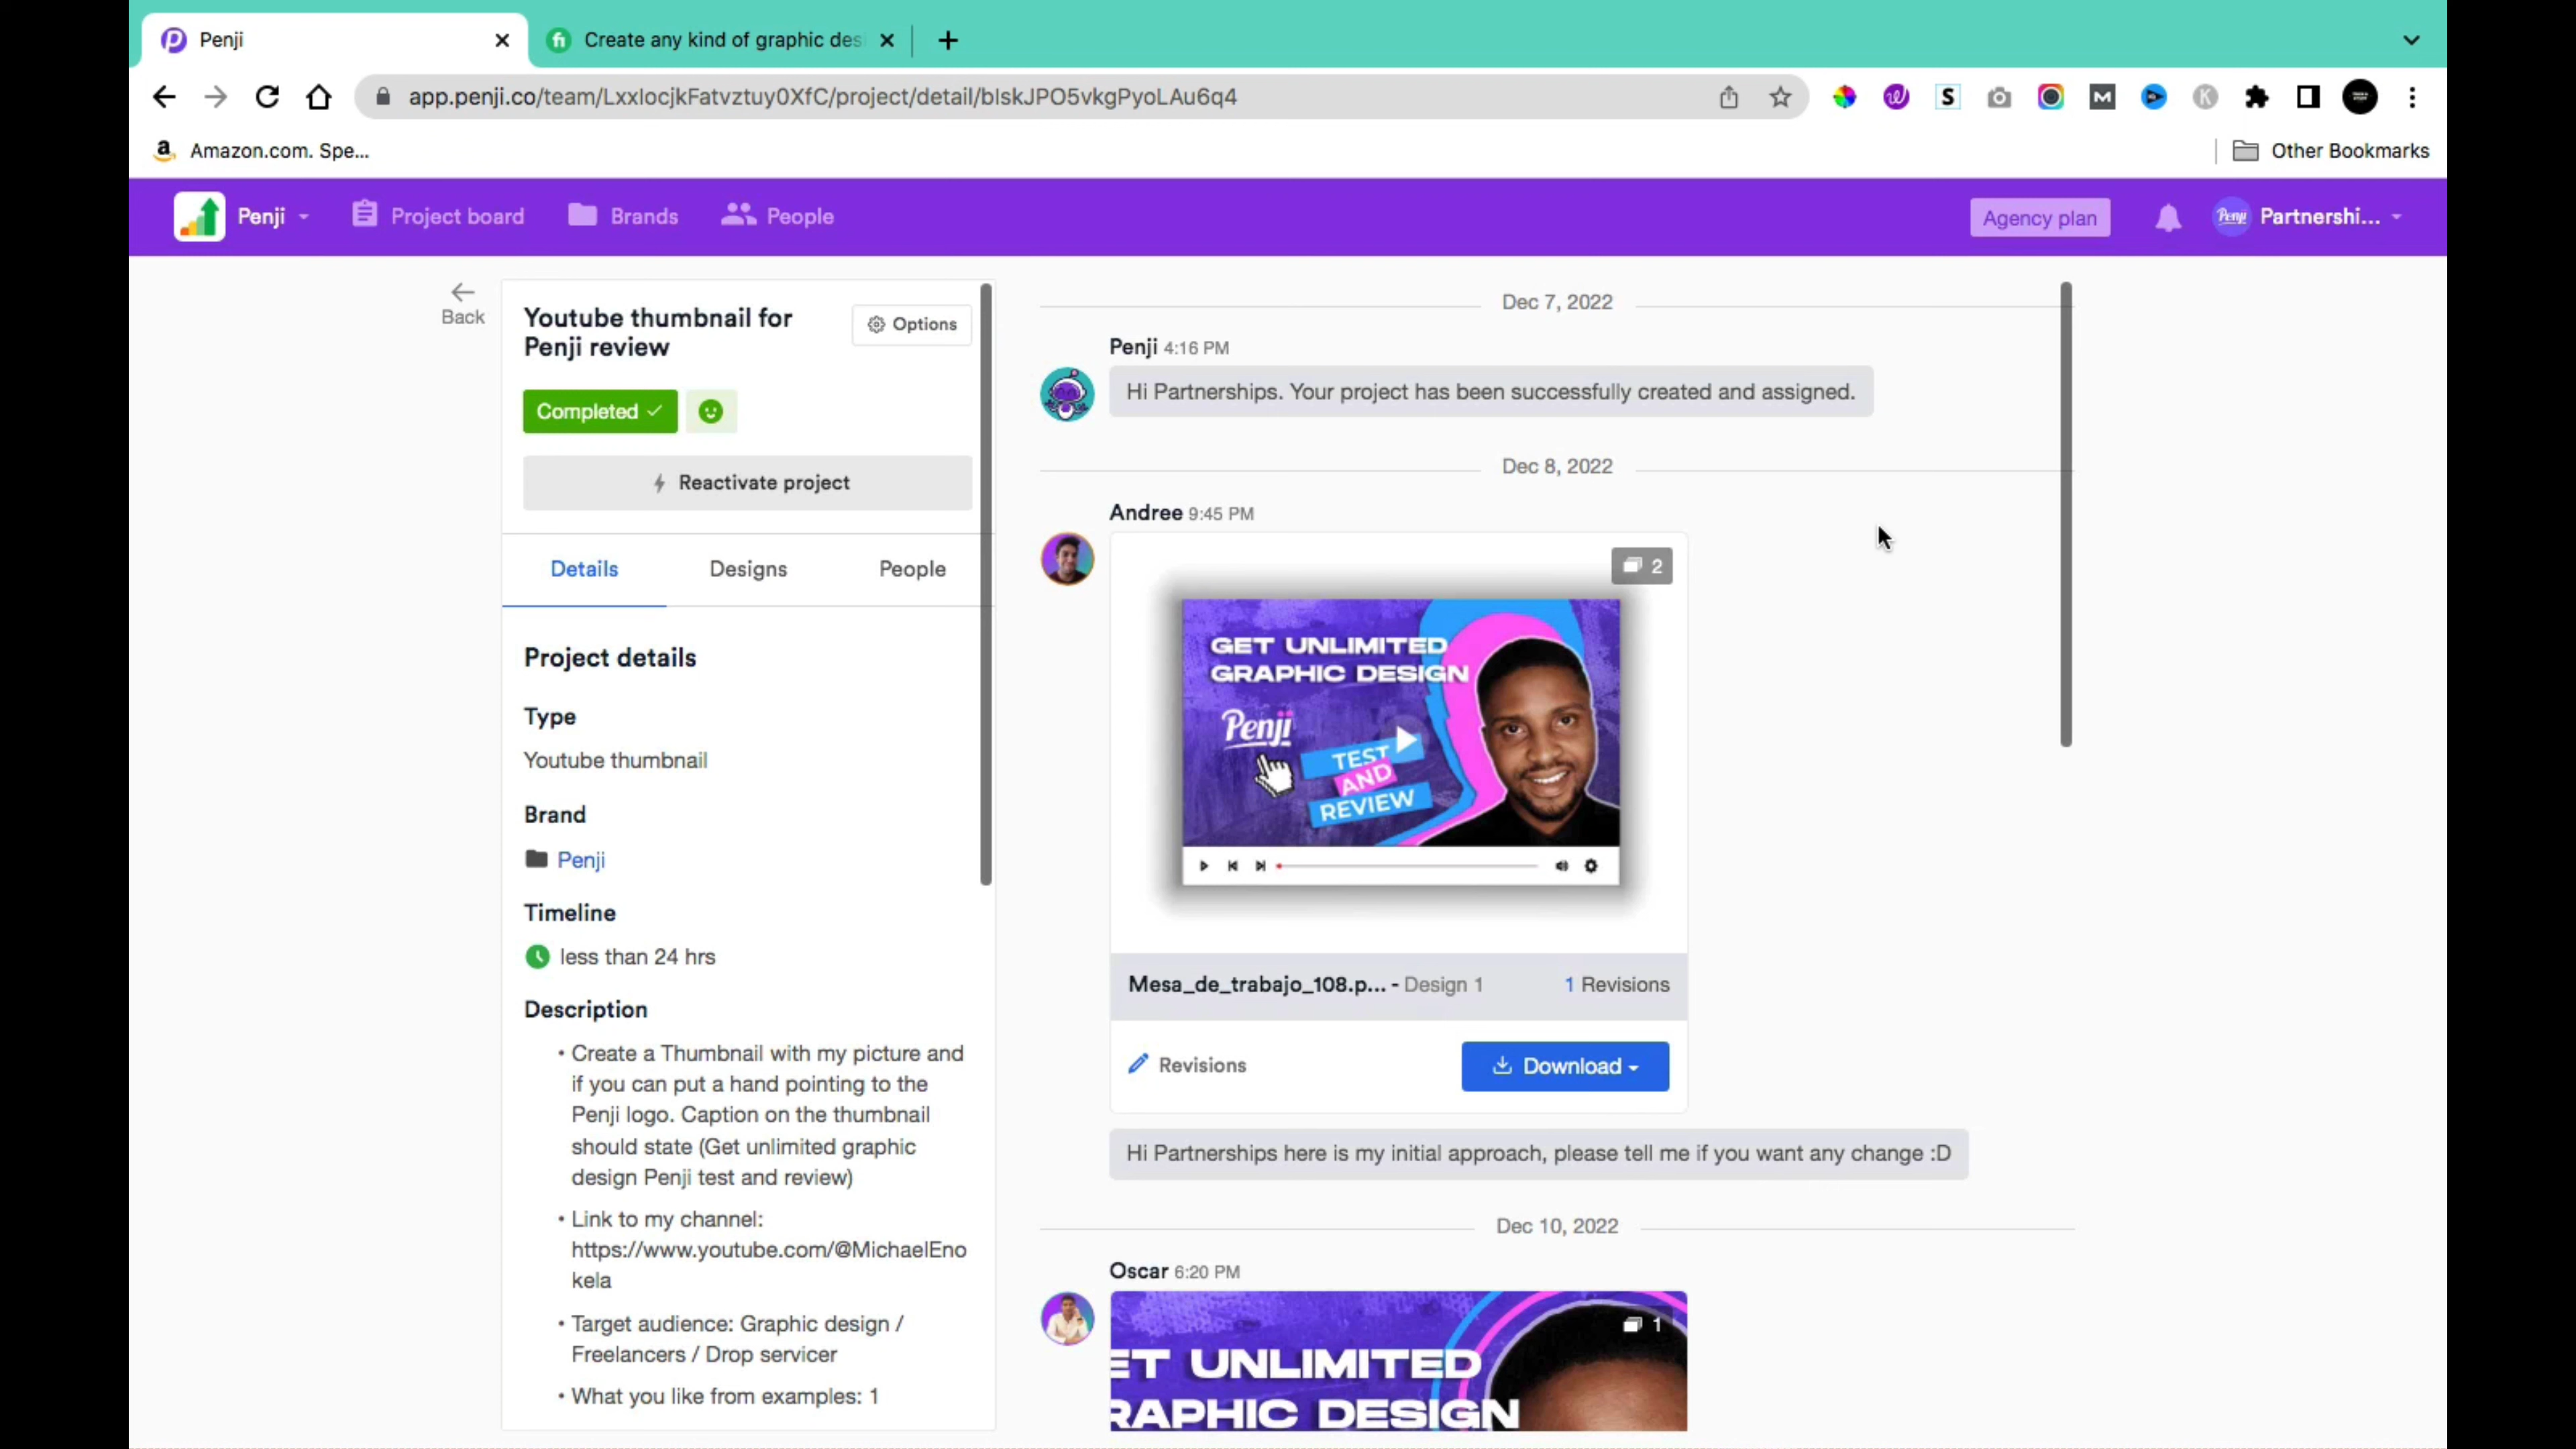 Penji
Create any kind of graphic des
app.penji.co/team/LxxIocjkFatvztuy0XfC/project/detail/bIskJPO5vkgPyoLAu6q4
Amazon.com. Spe...
Other Bookmarks
Penji
Project board
Brands
People
Agency plan
Penji
Partnershi...
Back
Youtube thumbnail for
Penji review
Options
Completed
Reactivate project
Details
Designs
People
Project details
Type
Youtube thumbnail
Brand
Penji
Timeline
less than 24 hrs
Description
• Create a Thumbnail with my picture and
if you can put a hand pointing to the
Penji logo. Caption on the thumbnail
should state (Get unlimited graphic
design Penji test and review)
• Link to my channel:
https://www.youtube.com/@MichaelEno
kela
• Target audience: Graphic design /
Freelancers / Drop servicer
• What you like from examples: 1
Dec 7, 2022
Penji 4:16 PM
Hi Partnerships. Your project has been successfully created and assigned.
Dec 8, 2022
Andree 9:45 PM
2
GET UNLIMITED
GRAPHIC DESIGN
Penji
TEST
AND
REVIEW
Mesa_de_trabajo_108.p... - Design 1
1 Revisions
Revisions
Download
Hi Partnerships here is my initial approach, please tell me if you want any change :D
Dec 10, 2022
Oscar 6:20 PM
1
ET UNLIMITED
RAPHIC DESIGN